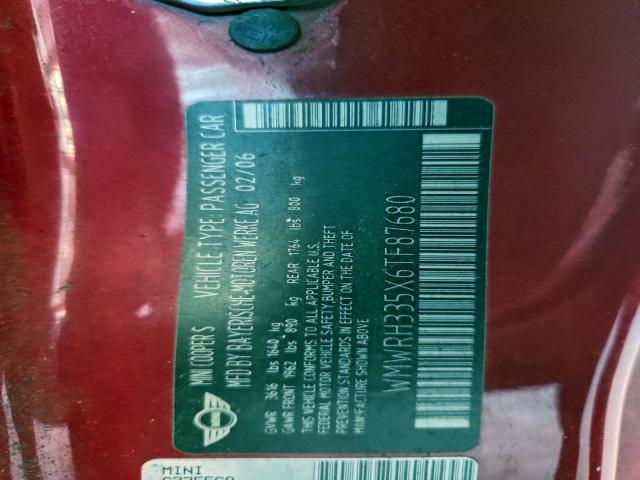 MINI COOPER S VEHICLE TYPE: PASSENGER CAR
MFD BY BAYERISCHE MOTOREN WERKE AG 02/06
GVWR 3616 lbs 1640 kg
GAWR FRONT 1962 lbs 890 kg REAR 1764 lbs 800 kg
THIS VEHICLE CONFORMS TO ALL APPLICABLE U.S.
FEDERAL MOTOR VEHICLE SAFETY, BUMPER AND THEFT
PREVENTION STANDARDS IN EFFECT ON THE DATE OF
MANUFACTURE SHOWN ABOVE
WMWRH335X6TF87680
MINI